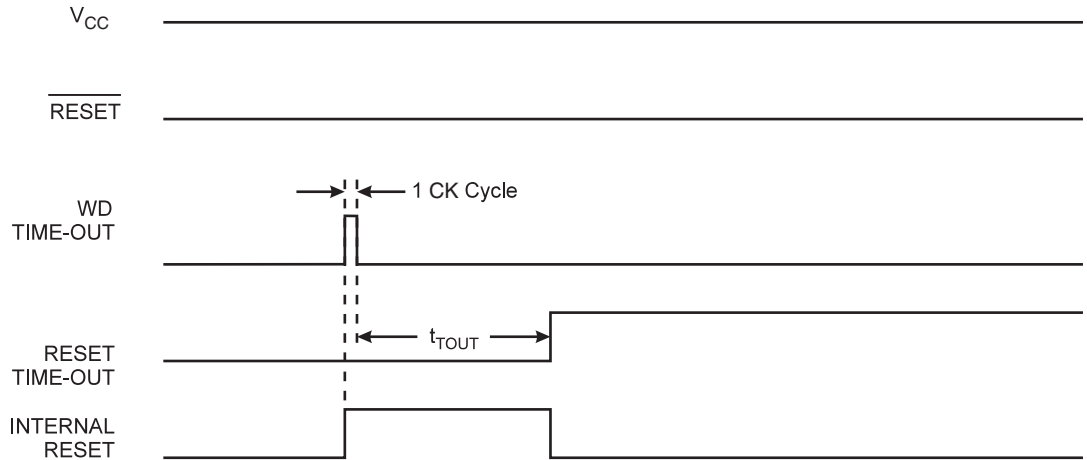 VCC
RESET
1 CK Cycle
WD
TIME-OUT
tTOUT
RESET
TIME-OUT
INTERNAL
RESET